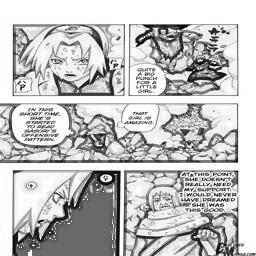 QUITE
A BIG
PUNCH FOR
A LITTLE
GIRL.
IN THIS
SHORT TIME,
SHE'S
STARTED
TO READ
SASORI'S
OFFENSIVE
PATTERN.
THAT
GIRL IS
AMAZING.
AT THIS POINT,
SHE DOESN'T
REALLY NEED
MY SUPPORT.
I WOULD NEVER
HAVE DREAMED
SHE WAS
THIS GOOD...